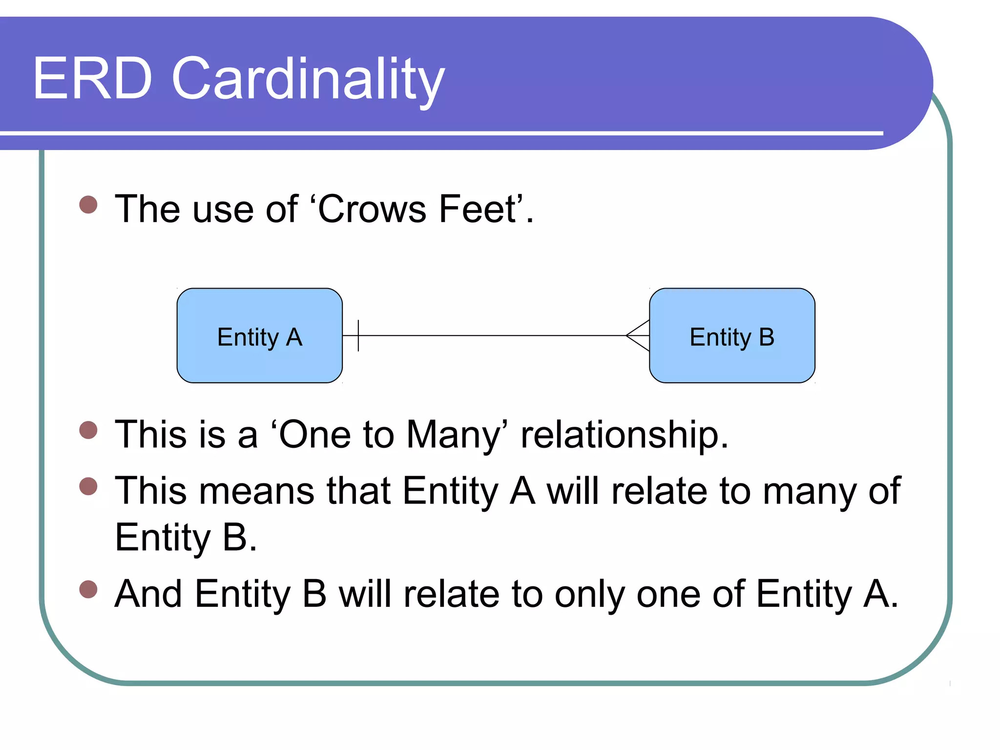 ERD Cardinality
The use of ‘Crows Feet’.
Entity A
Entity B
This is a ‘One to Many’ relationship.
This means that Entity A will relate to many of
Entity B.
And Entity B will relate to only one of Entity A.